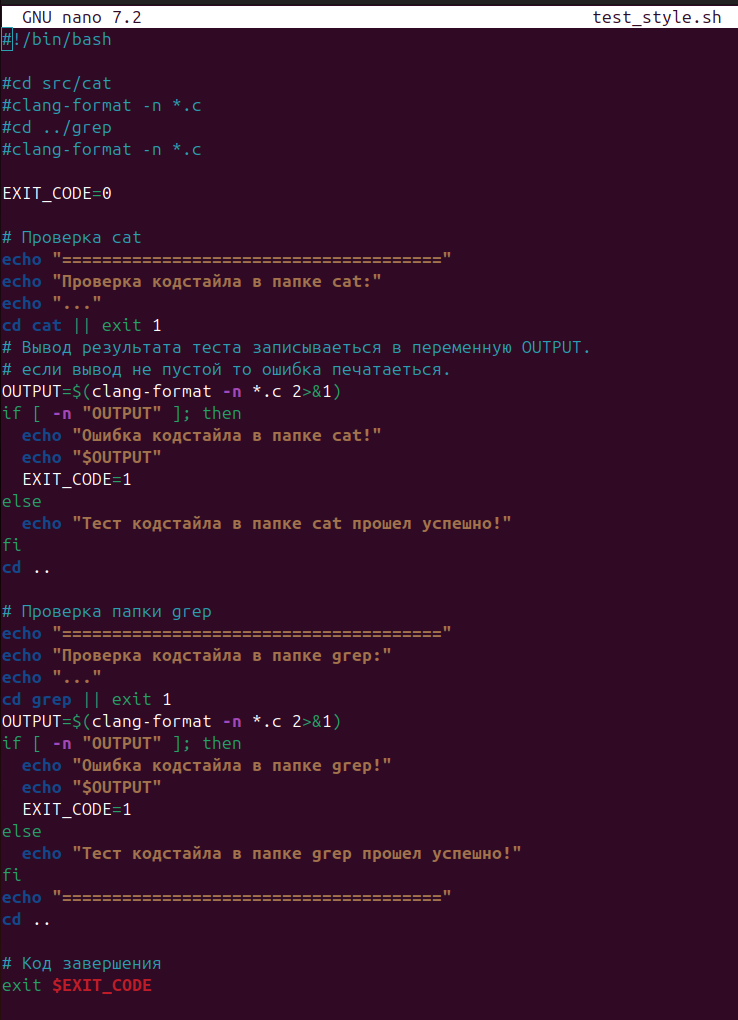 GNU nano 7.2 test_style.sh
#!/bin/bash
#cd src/cat
#clang-format -n *.c
#cd ../grep
#clang-format -n *.c
EXIT_CODE=0
# Проверка cat
echo "======================================"
echo "Проверка кодстайла в папке cat:"
echo "..."
cd cat || exit 1
# Вывод результата теста записываеться в переменную OUTPUT.
# если вывод не пустой то ошибка печатаеться.
OUTPUT=$(clang-format -n *.c 2>&1)
if [ -n "OUTPUT" ]; then
  echo "Ошибка кодстайла в папке cat!"
  echo "$OUTPUT"
  EXIT_CODE=1
else
  echo "Тест кодстайла в папке cat прошел успешно!"
fi
cd ..
# Проверка папки grep
echo "======================================"
echo "Проверка кодстайла в папке grep:"
echo "..."
cd grep || exit 1
OUTPUT=$(clang-format -n *.c 2>&1)
if [ -n "OUTPUT" ]; then
  echo "Ошибка кодстайла в папке grep!"
  echo "$OUTPUT"
  EXIT_CODE=1
else
  echo "Тест кодстайла в папке grep прошел успешно!"
fi
echo "======================================"
cd ..
# Код завершения
exit $EXIT_CODE